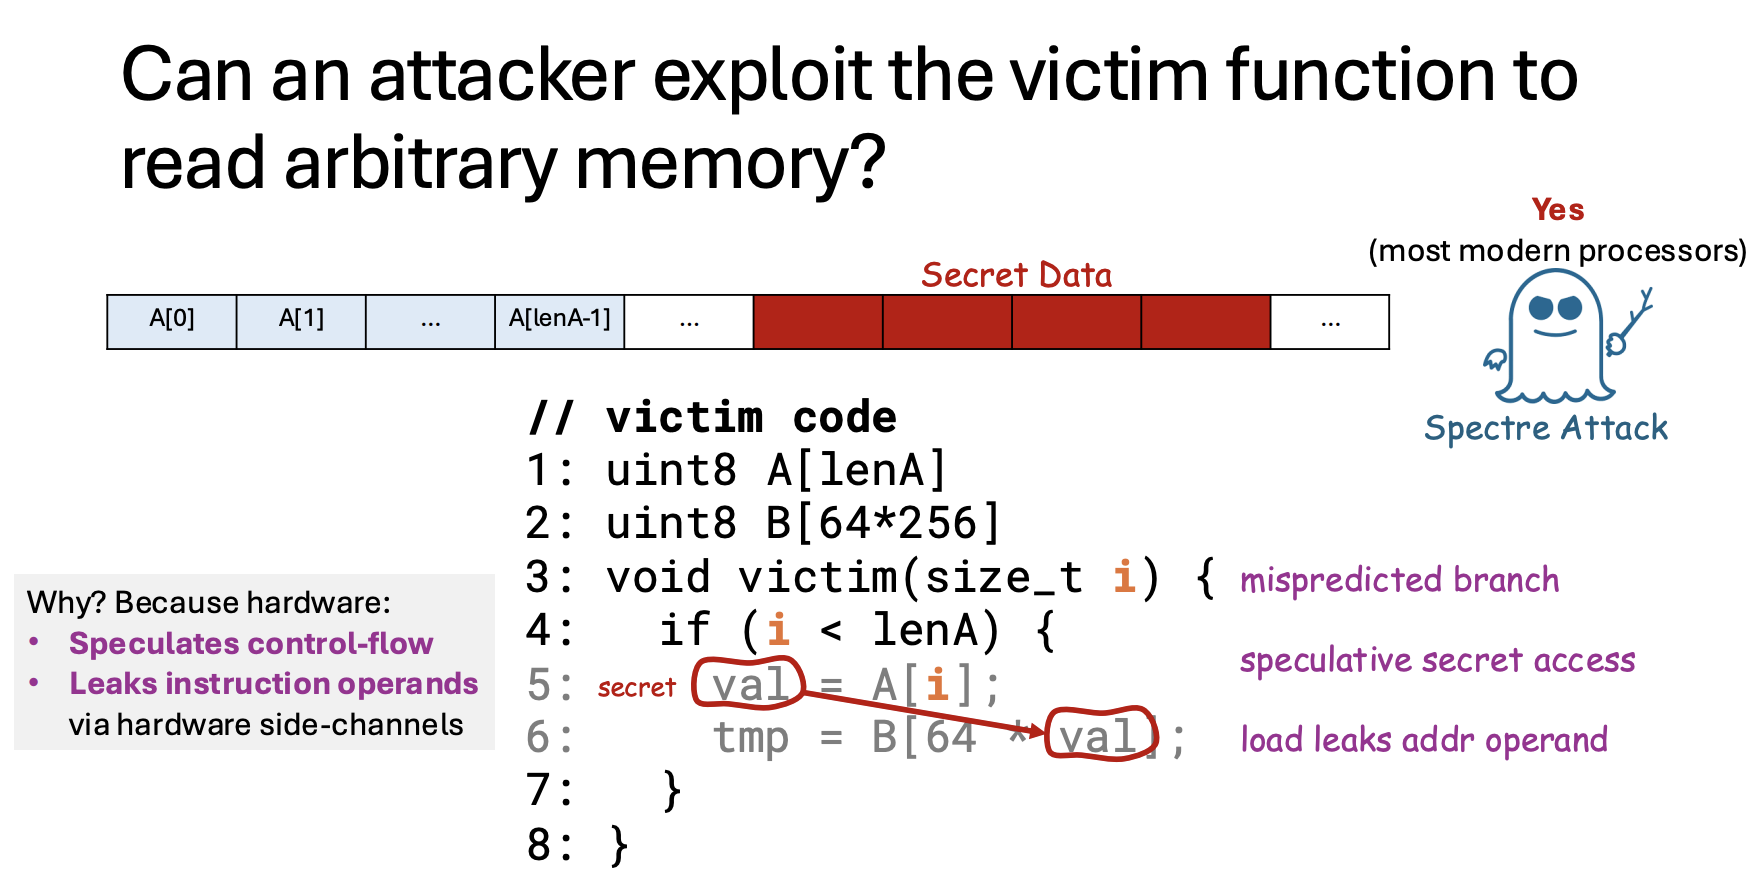 Can an attacker exploit the victim function to
read arbitrary memory?
Yes
(most modern processors)
Secret Data
A[0] A[1] ... A[lenA-1] ... ...
Spectre Attack
// victim code
1: uint8 A[lenA]
2: uint8 B[64*256]
3: void victim(size_t i) { mispredicted branch
4: if (i < lenA) {
speculative secret access
5: secret val = A[i];
6: tmp = B[64 * val]; load leaks addr operand
7: }
8: }
Why? Because hardware:
• Speculates control-flow
• Leaks instruction operands
via hardware side-channels